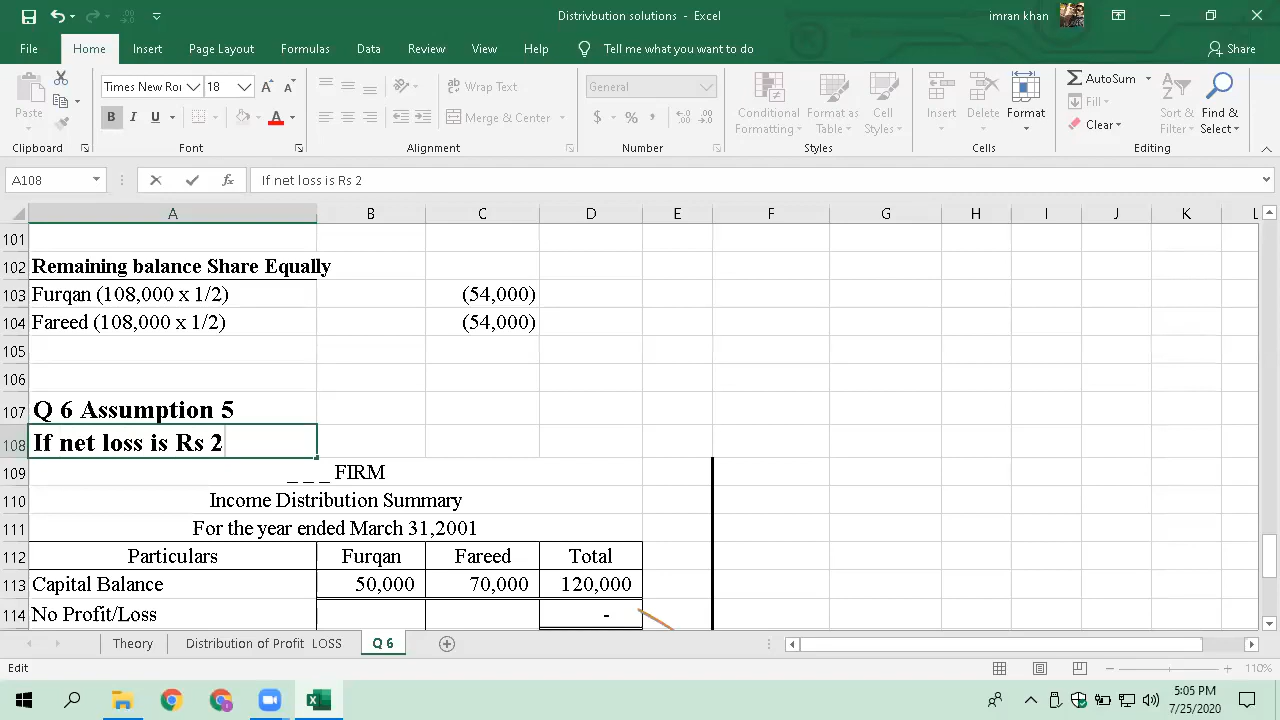 Distrivbution solutions - Excel
imran khan
File Home Insert Page Layout Formulas Data Review View Help Tell me what you want to do Share
Paste
Times New Roi 18
B I U A
Wrap Text
Merge & Center
General
$ % ,
Conditional Formatting
Format as Table
Cell Styles
Insert Delete Format
AutoSum
Fill
Clear
Sort & Filter
Find & Select
Clipboard Font Alignment Number Styles Cells Editing
A108 fx If net loss is Rs 2
A B C D E F G H I J K L
101
102 Remaining balance Share Equally
103 Furqan (108,000 x 1/2) (54,000)
104 Fareed (108,000 x 1/2) (54,000)
105
106
107 Q 6 Assumption 5
108 If net loss is Rs 2
109 _ _ _ FIRM
110 Income Distribution Summary
111 For the year ended March 31,2001
112 Particulars Furqan Fareed Total
113 Capital Balance 50,000 70,000 120,000
114 No Profit/Loss -
Theory Distribution of Profit LOSS Q 6
Edit 110%
5:05 PM
7/25/2020